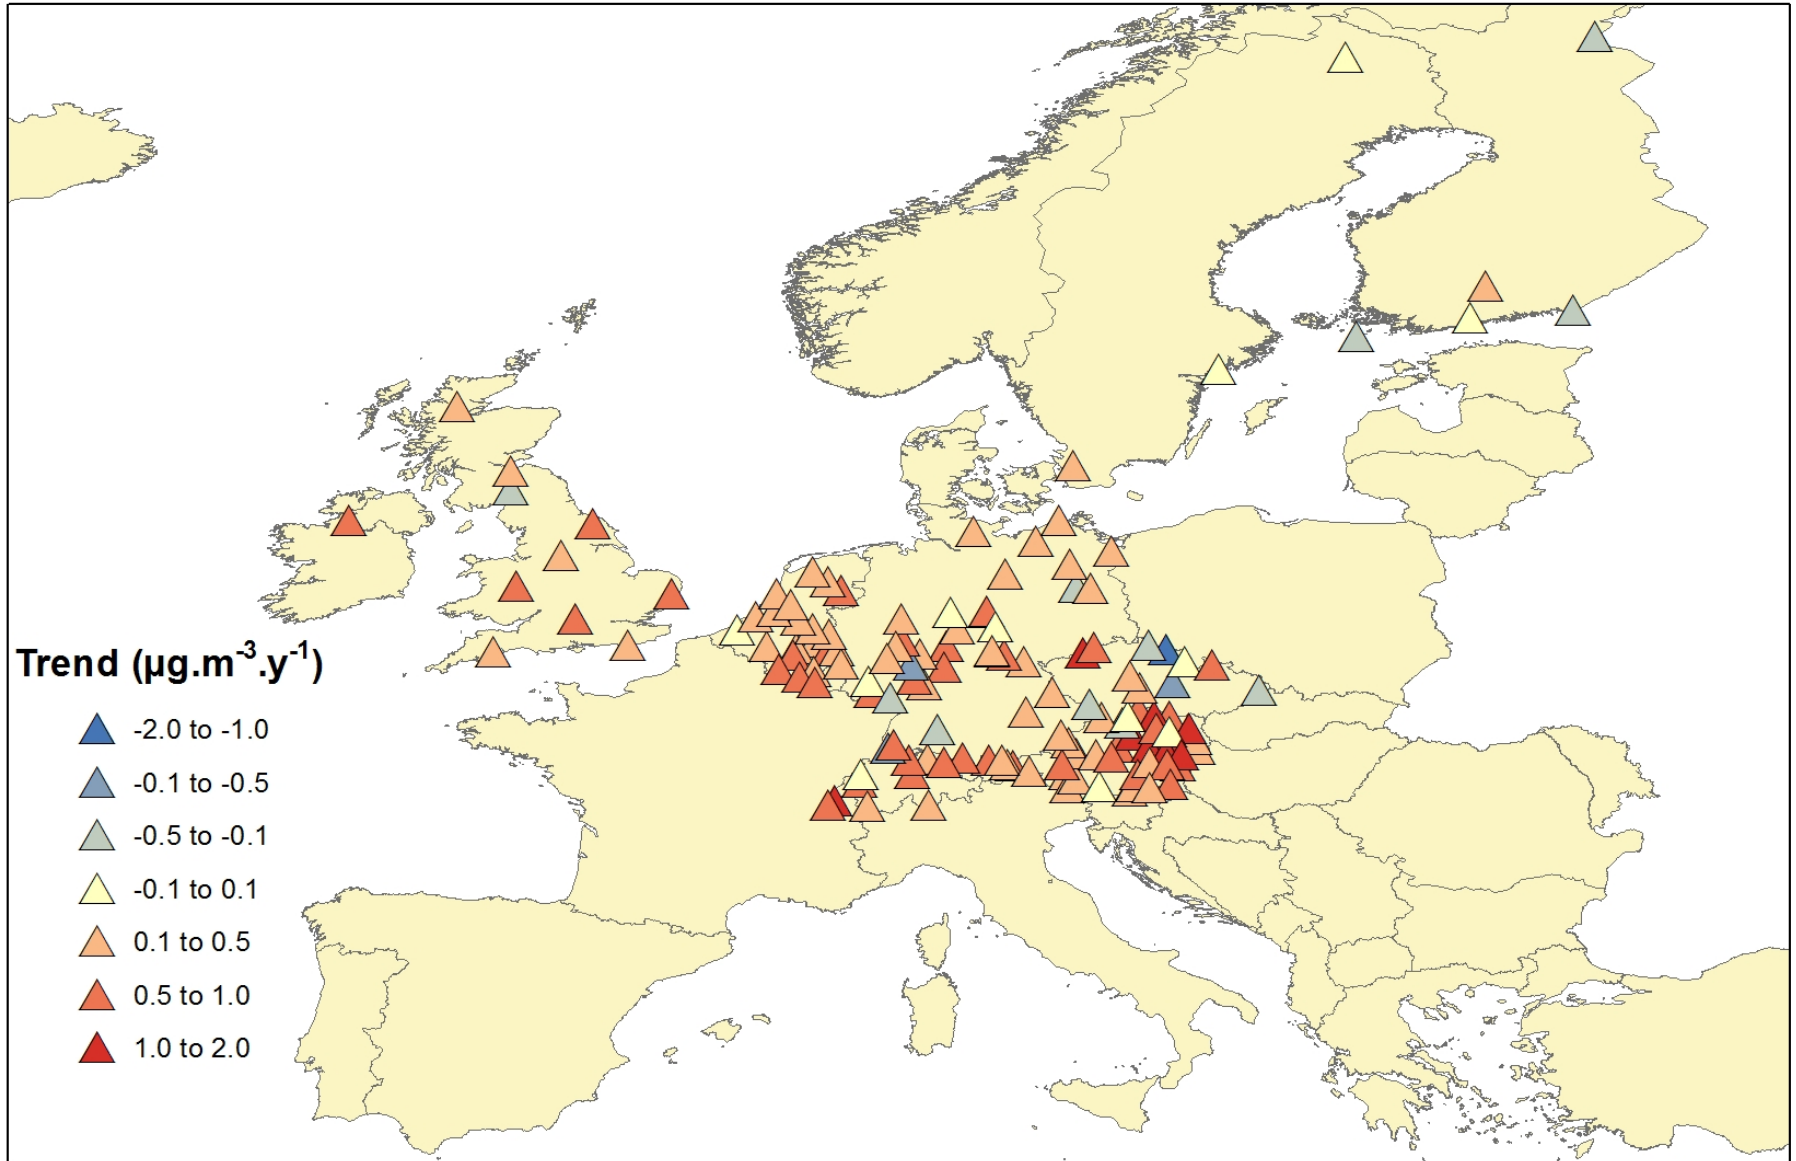 Trend (µg.m⁻³.y⁻¹)
-2.0 to -1.0
-0.1 to -0.5
-0.5 to -0.1
-0.1 to 0.1
0.1 to 0.5
0.5 to 1.0
1.0 to 2.0